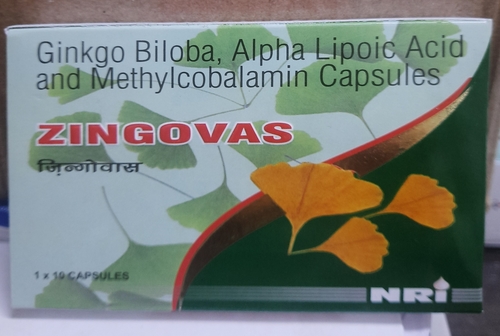 Ginkgo Biloba, Alpha Lipoic Acid
and Methylcobalamin Capsules
ZINGOVAS
ज़िन्गोवास
1 x 10 CAPSULES
NRI